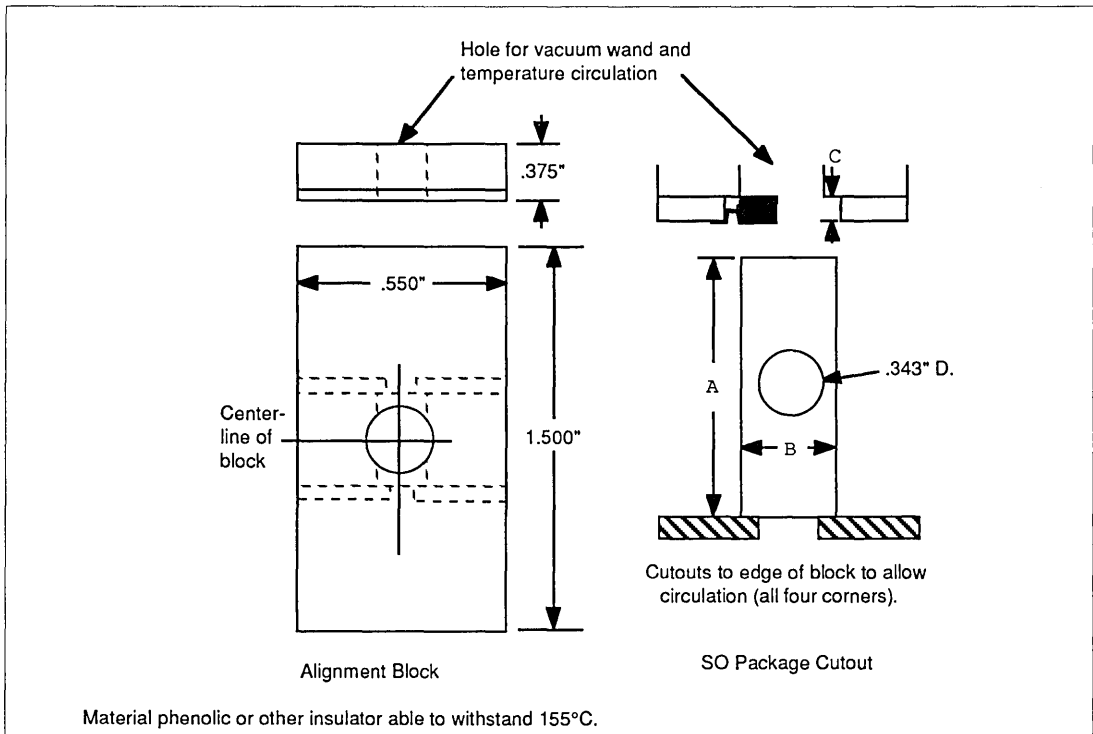 Hole for vacuum wand and
temperature circulation
.375"
C
.550"
A
.343" D.
Center-
line of
block
1.500"
B
Cutouts to edge of block to allow
circulation (all four corners).
Alignment Block
SO Package Cutout
Material phenolic or other insulator able to withstand 155°C.